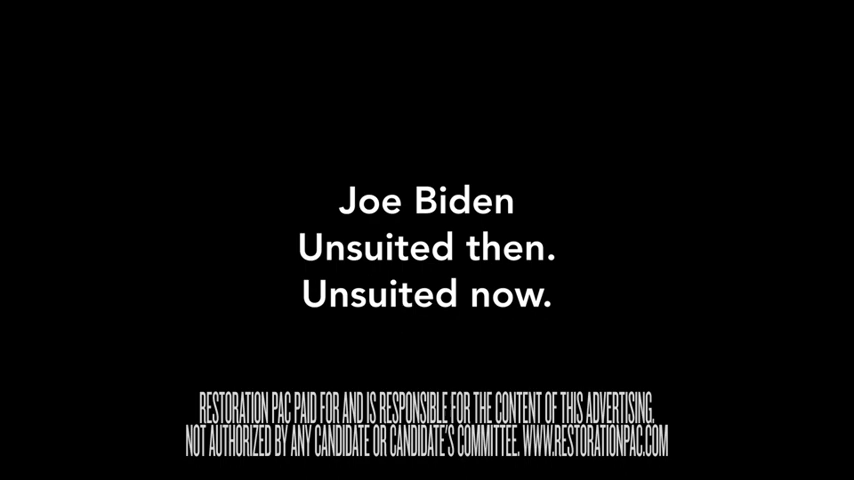 Joe Biden
Unsuited then.
Unsuited now.
RESTORATION PAC PAID FOR AND IS RESPONSIBLE FOR THE CONTENT OF THIS ADVERTISING.
NOT AUTHORIZED BY ANY CANDIDATE OR CANDIDATE'S COMMITTEE. WWW.RESTORATIONPAC.COM